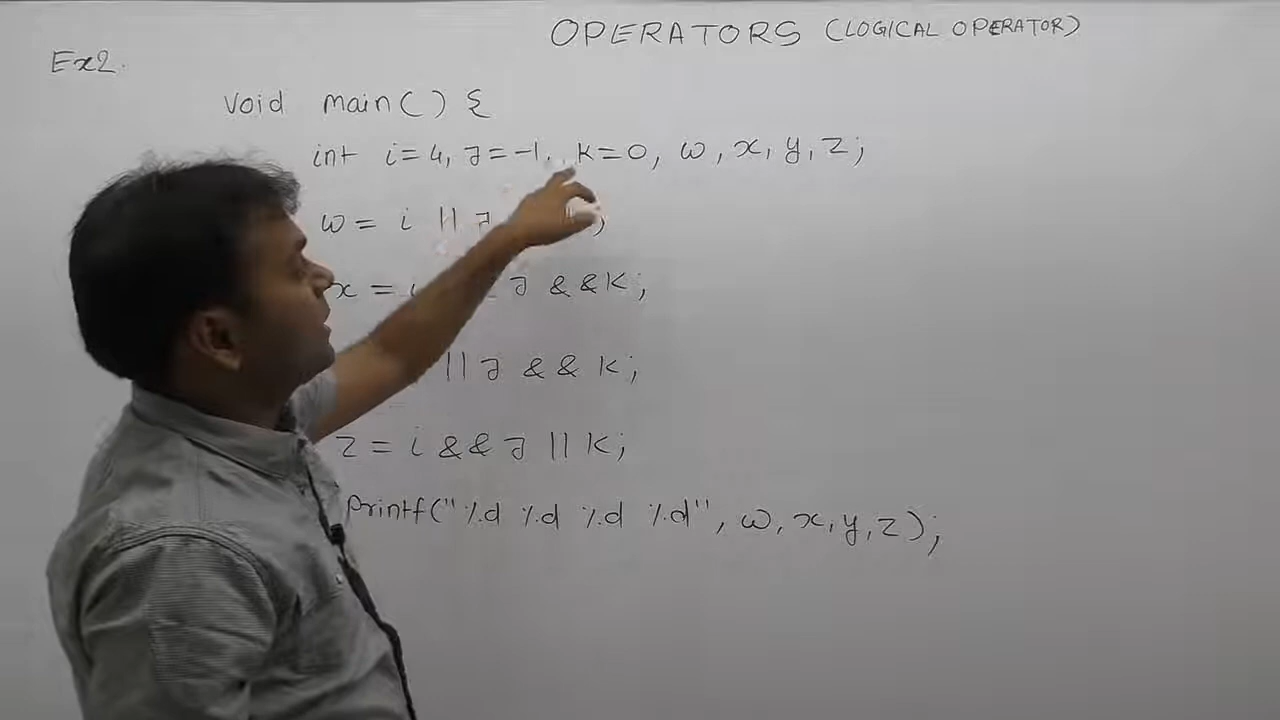 OPERATORS (LOGICAL OPERATOR)
Ex2.
void main() {
int i=4, J=-1, k=0, w, x, y, z;
w = i || J ;
x = J && k;
|| J && k;
z = i && J || k;
printf("%d %d %d %d", w, x, y, z);